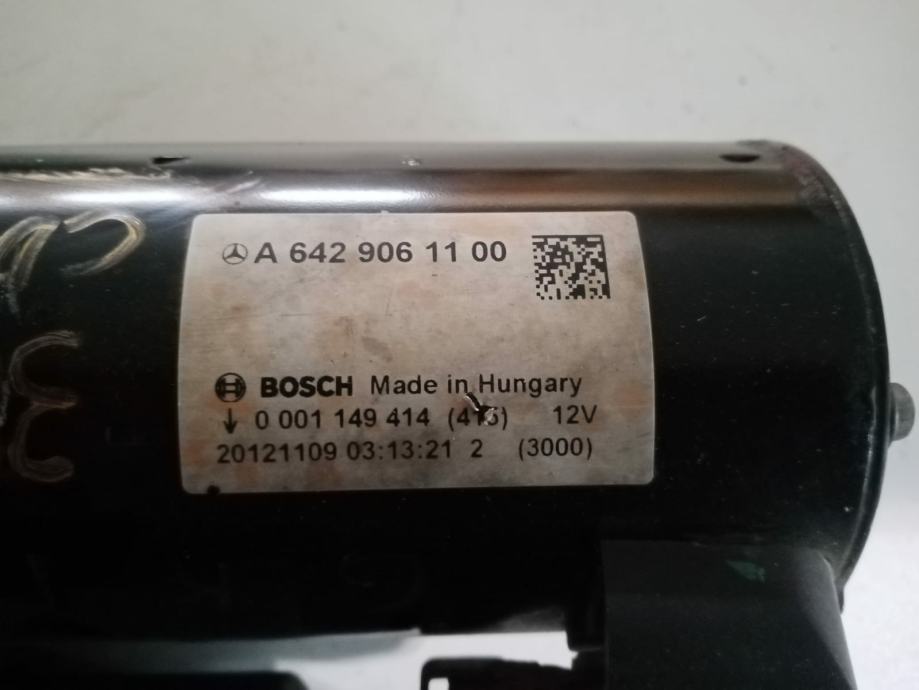 A 642 906 11 00
BOSCH Made in Hungary
↓ 0 001 149 414 (415) 12V
20121109 03:13:21 2 (3000)